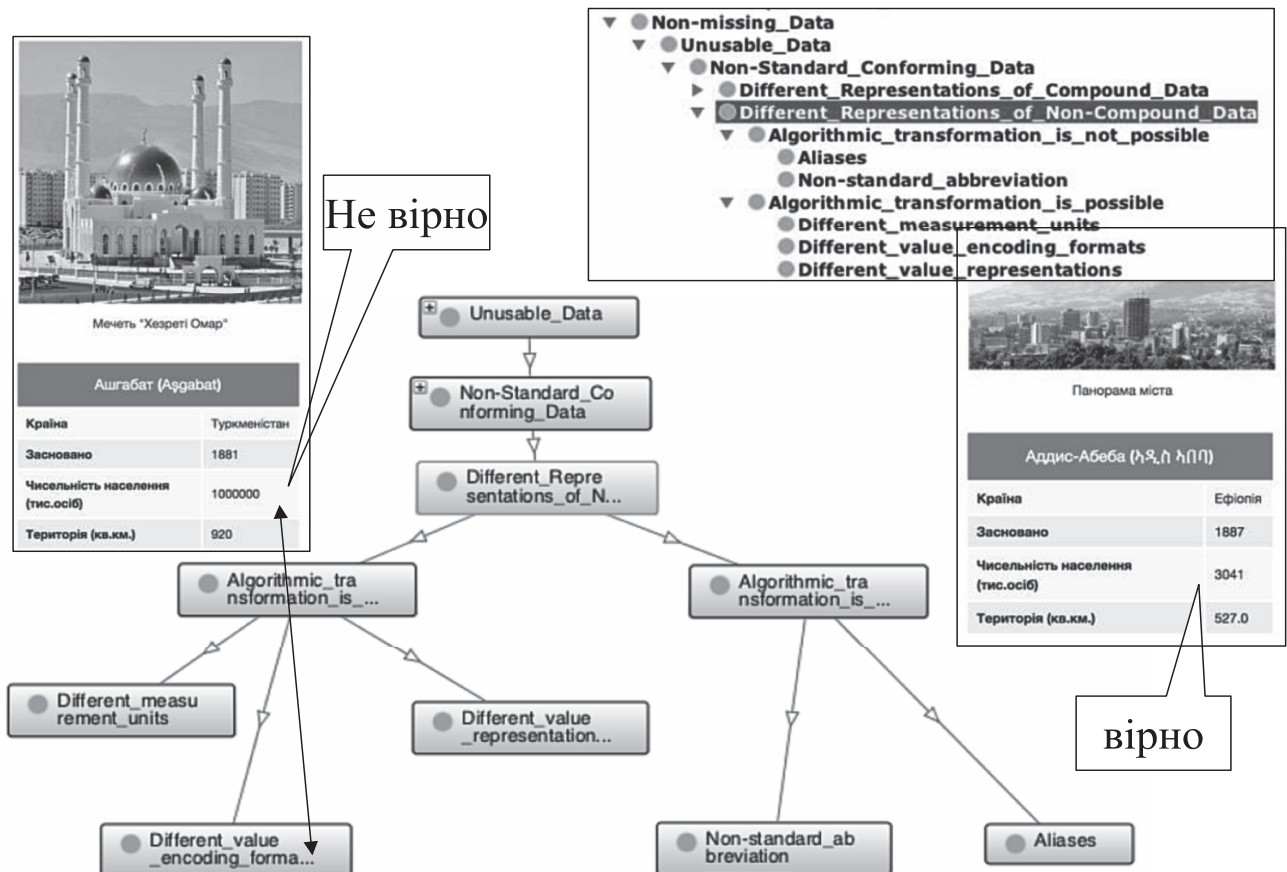 Мечеть "Хезреті Омар"
Ашгабат (Aşgabat)
Країна Туркменістан
Засновано 1881
Чисельність населення
(тис.осіб) 1000000
Територія (кв.км.) 920
Не вірно
Non-missing_Data
Unusable_Data
Non-Standard_Conforming_Data
Different_Representations_of_Compound_Data
Different_Representations_of_Non-Compound_Data
Algorithmic_transformation_is_not_possible
Aliases
Non-standard_abbreviation
Algorithmic_transformation_is_possible
Different_measurement_units
Different_value_encoding_formats
Different_value_representations
Панорама міста
Аддис-Абеба (አዲስ አበባ)
Країна Ефіопія
Засновано 1887
Чисельність населення
(тис.осіб) 3041
Територія (кв.км.) 527.0
вірно
Unusable_Data
Non-Standard_Co
nforming_Data
Different_Repre
sentations_of_N...
Algorithmic_tra
nsformation_is_...
Algorithmic_tra
nsformation_is_...
Different_measu
rement_units
Different_value
_representation...
Different_value
_encoding_forma...
Non-standard_ab
breviation
Aliases